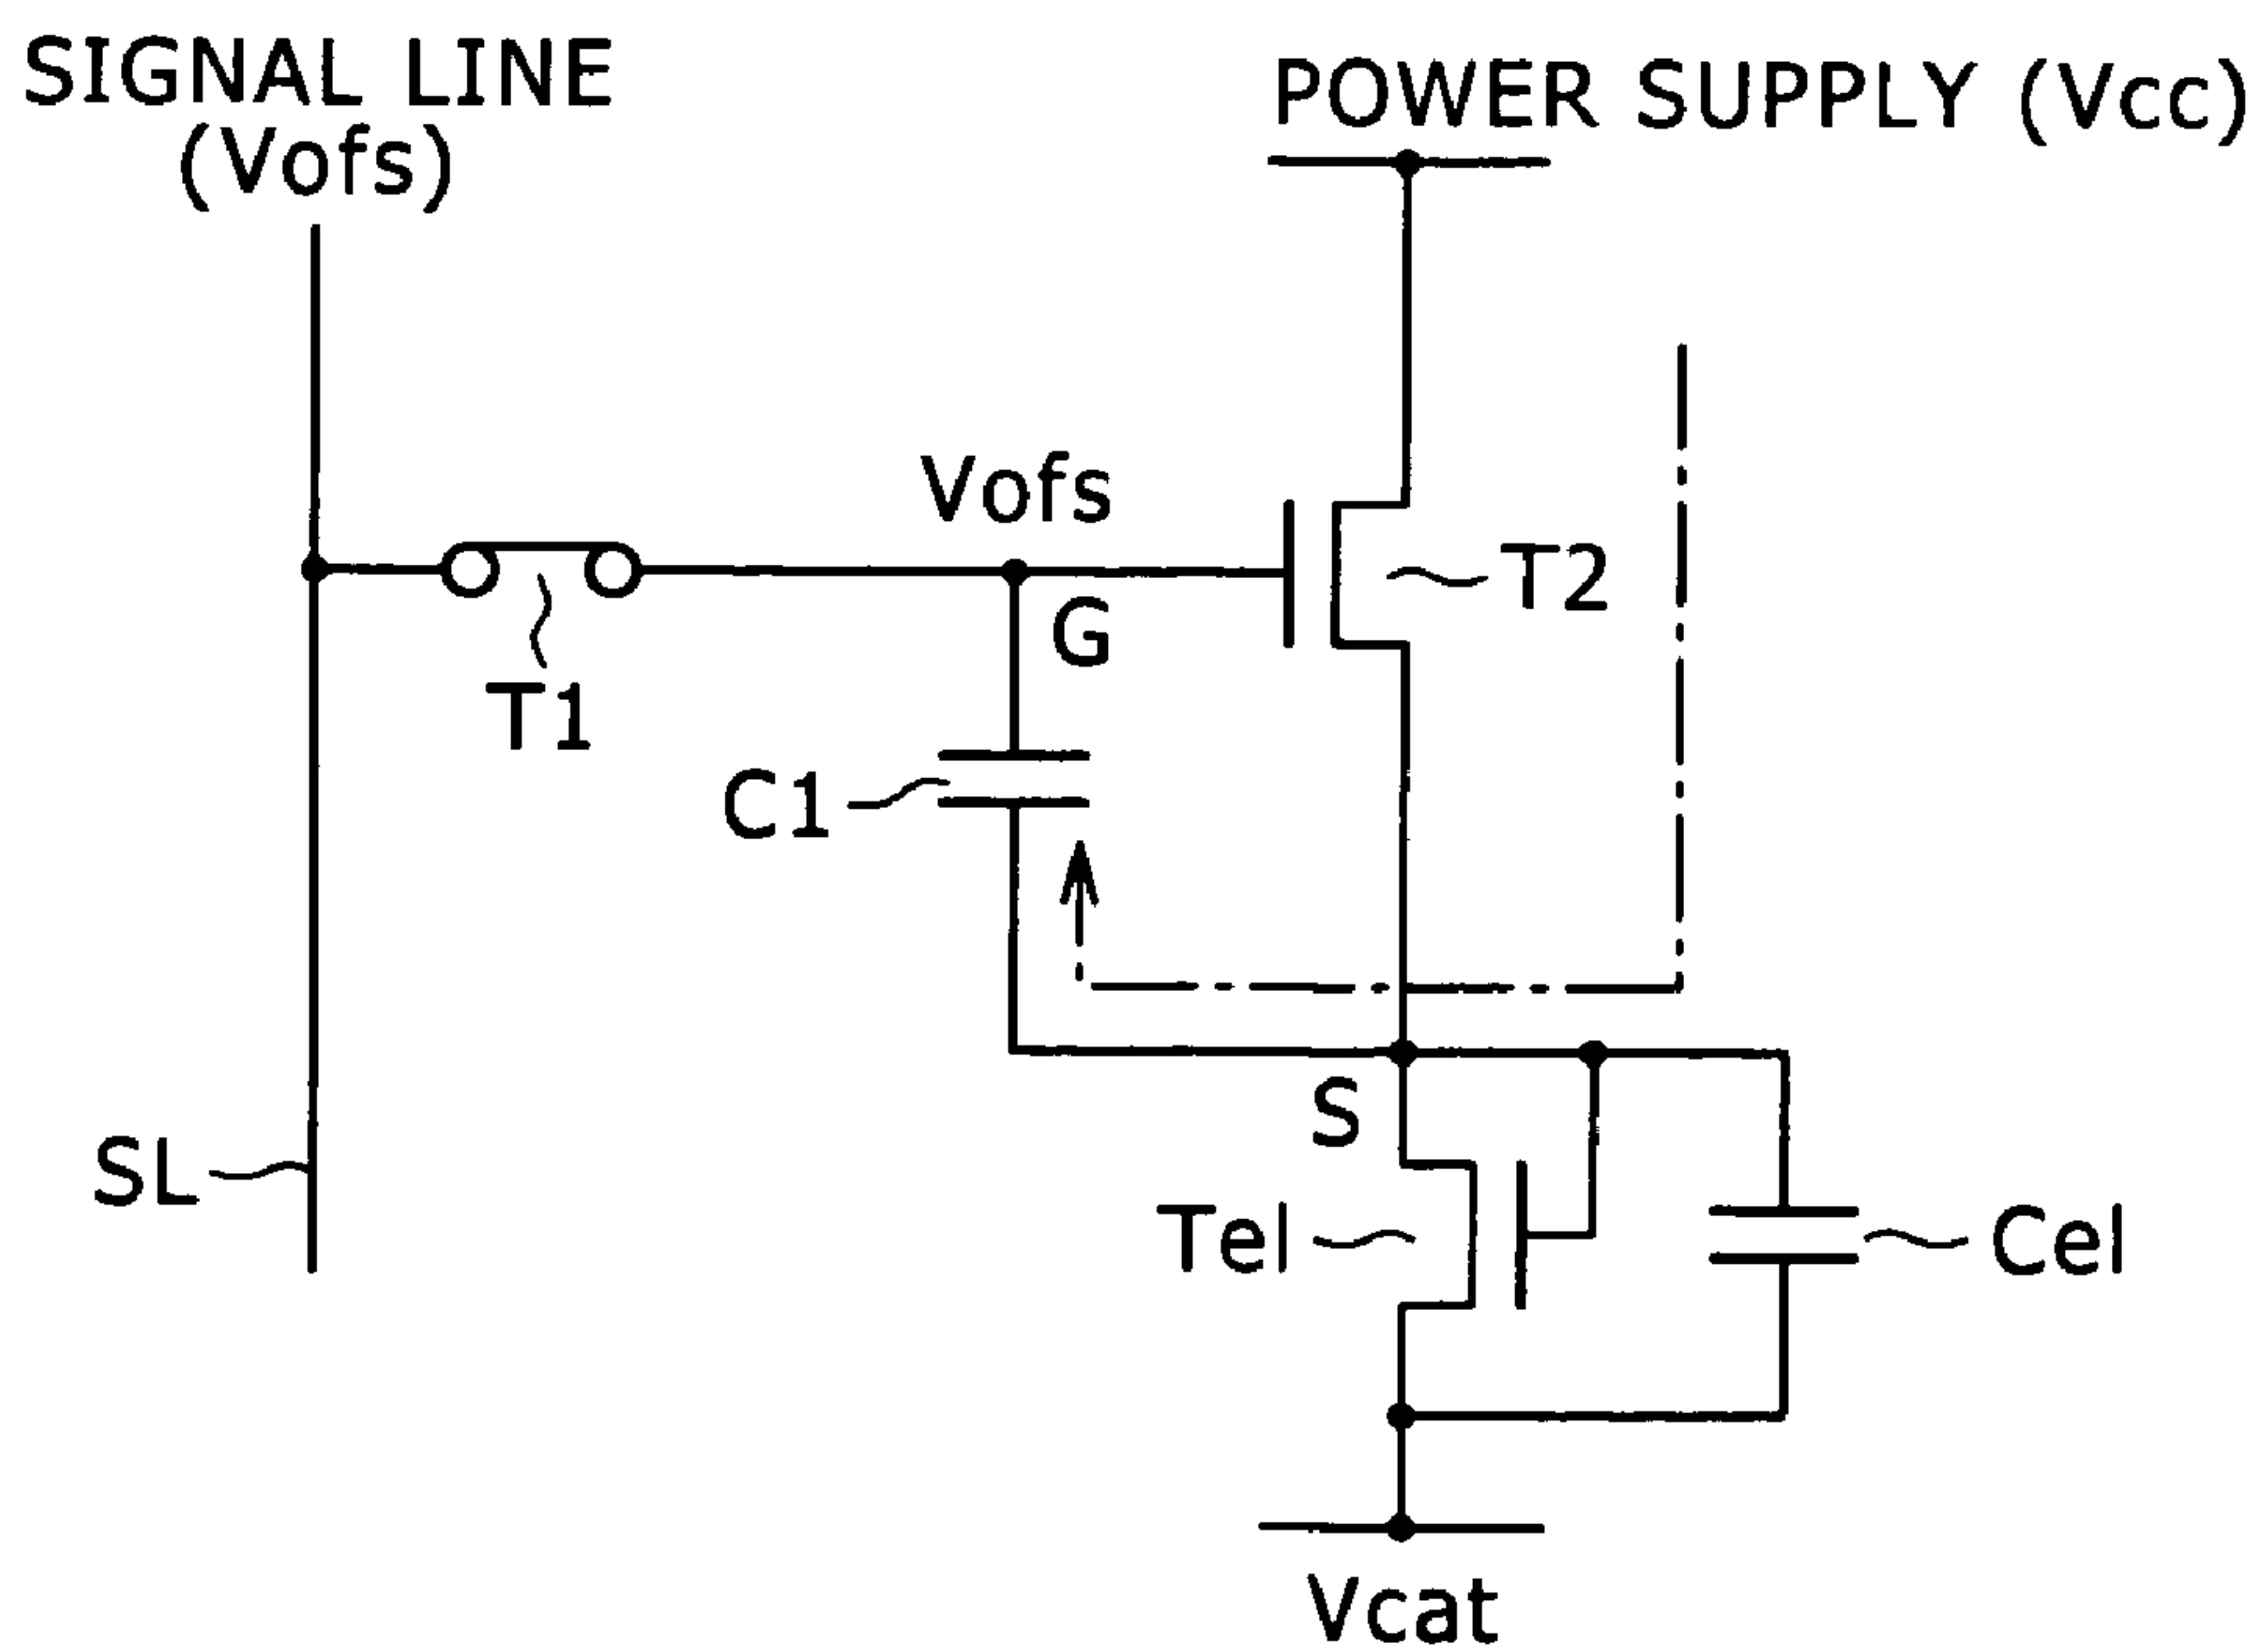 SIGNAL LINE
(Vofs)
POWER SUPPLY (Vcc)
Vofs
T2
G
T1
C1
S
SL
Tel
Cel
Vcat